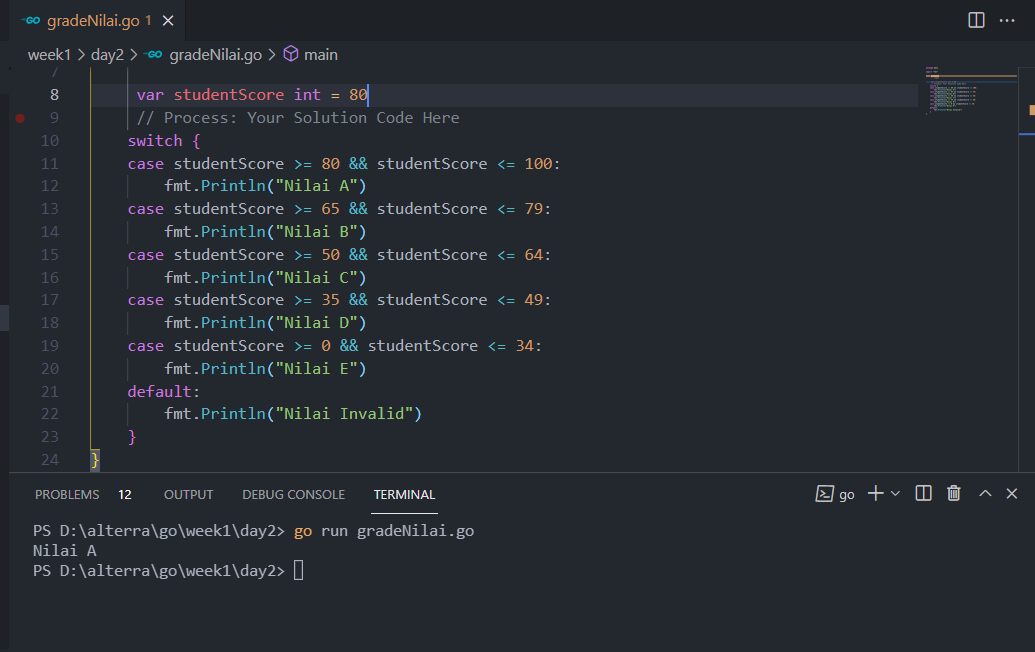 GO gradeNilai.go 1
week1 > day2 > GO gradeNilai.go > main
7
8 var studentScore int = 80
9 // Process: Your Solution Code Here
10 switch {
11 case studentScore >= 80 && studentScore <= 100:
12 fmt.Println("Nilai A")
13 case studentScore >= 65 && studentScore <= 79:
14 fmt.Println("Nilai B")
15 case studentScore >= 50 && studentScore <= 64:
16 fmt.Println("Nilai C")
17 case studentScore >= 35 && studentScore <= 49:
18 fmt.Println("Nilai D")
19 case studentScore >= 0 && studentScore <= 34:
20 fmt.Println("Nilai E")
21 default:
22 fmt.Println("Nilai Invalid")
23 }
24 }
PROBLEMS 12 OUTPUT DEBUG CONSOLE TERMINAL go
PS D:\alterra\go\week1\day2> go run gradeNilai.go
Nilai A
PS D:\alterra\go\week1\day2>